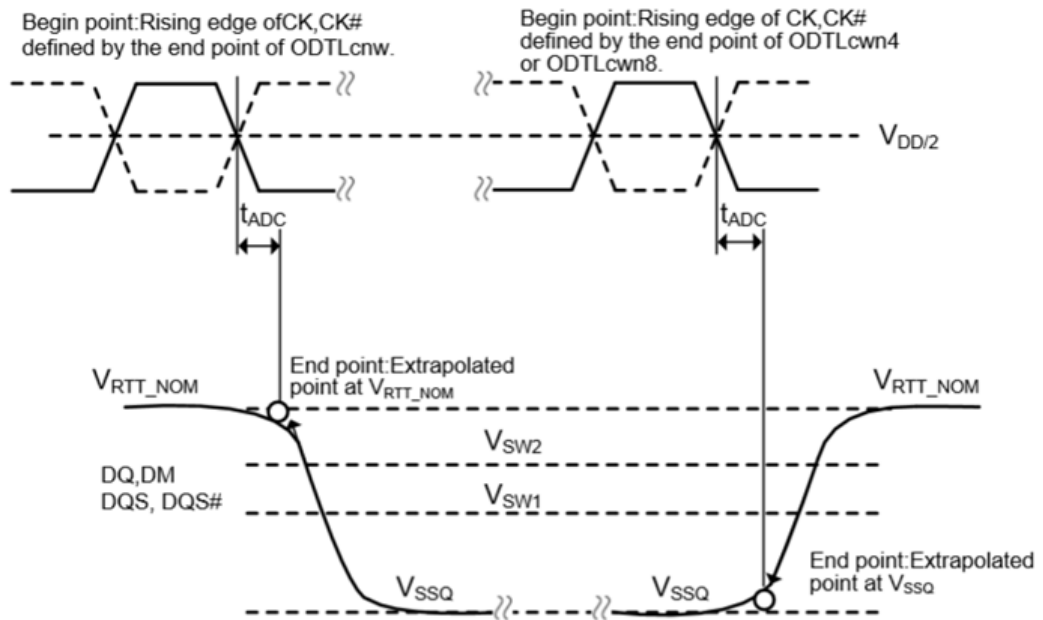 Begin point:Rising edge ofCK,CK#
defined by the end point of ODTLcnw.
Begin point:Rising edge of CK,CK#
defined by the end point of ODTLcwn4
or ODTLcwn8.
VDD/2
tADC
tADC
VRTT_NOM
End point:Extrapolated
point at VRTT_NOM
VRTT_NOM
VSW2
DQ,DM
DQS, DQS#
VSW1
End point:Extrapolated
point at VSSQ
VSSQ
VSSQ